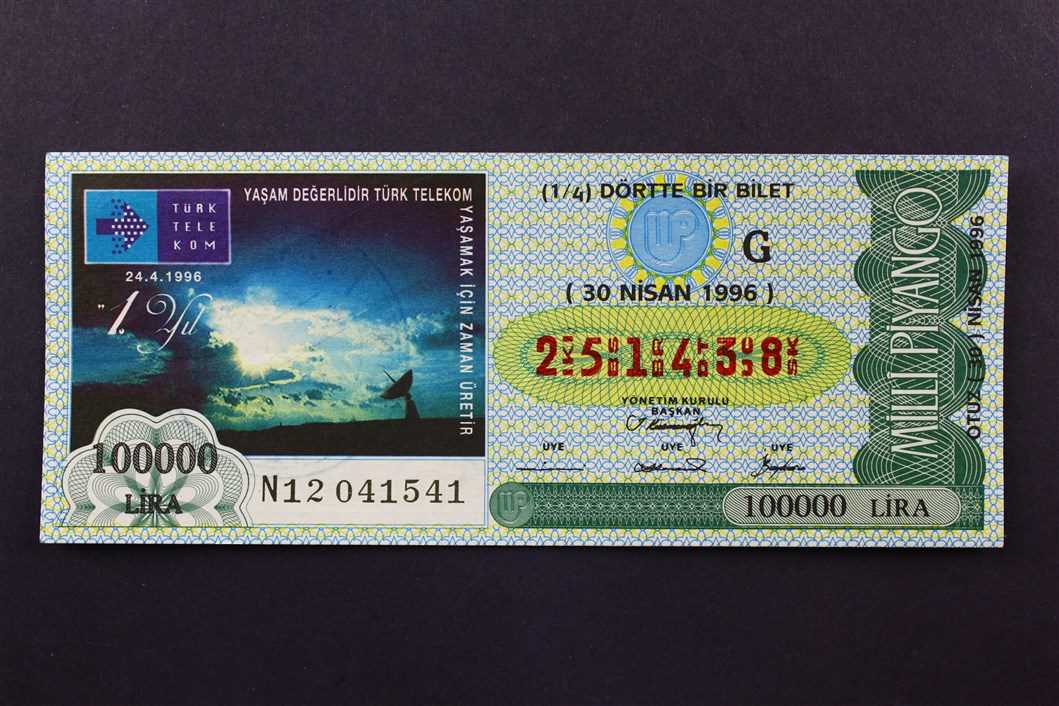 TÜRK
TELE
KOM
24.4.1996
"1. Yıl
YAŞAM DEĞERLİDİR TÜRK TELEKOM
YAŞAMAK İÇİN ZAMAN ÜRETİR
100000
LİRA
N12 041541
(1/4) DÖRTTE BİR BİLET
G
( 30 NİSAN 1996 )
2 5 1 4 3 8
YÖNETİM KURULU
BAŞKAN
ÜYE ÜYE ÜYE
100000 LİRA
MİLLİ PİYANGO
OTUZ ( 30 ) NİSAN 1996